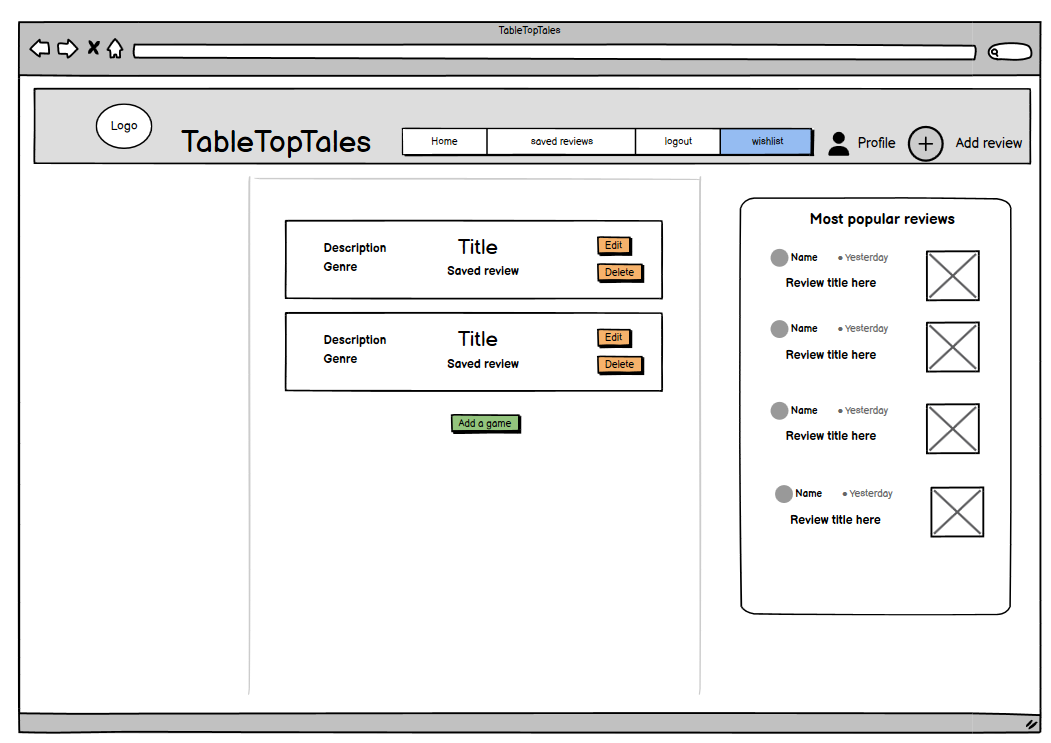 TableTopTales
Logo
TableTopTales
Home
saved reviews
logout
wishlist
Profile
Add review
Description
Title
Edit
Genre
Saved review
Delete
Description
Title
Edit
Genre
Saved review
Delete
Add a game
Most popular reviews
Name • Yesterday
Review title here
Name • Yesterday
Review title here
Name • Yesterday
Review title here
Name • Yesterday
Review title here